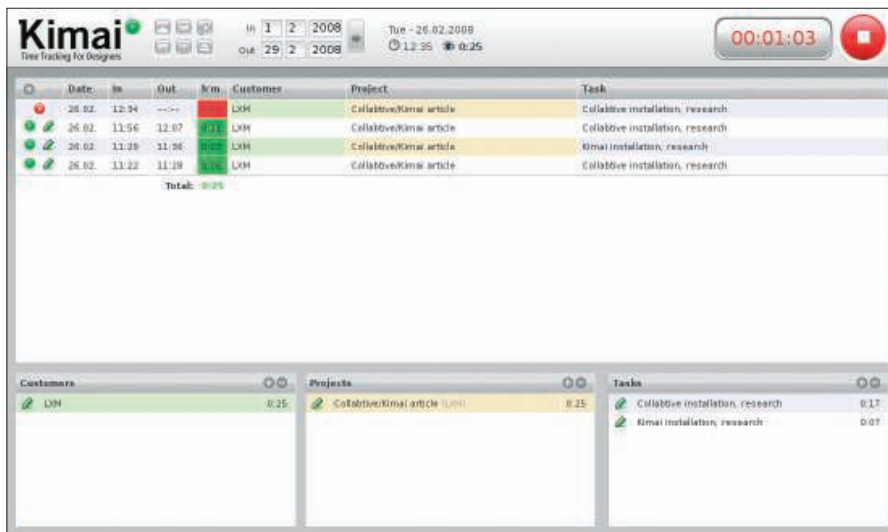 Kimai
Time Tracking for Designers
In 1 2 2008
Out 29 2 2008
Tue - 26.02.2008
12:35 0:25
00:01:03
Date In Out h'm Customer Project Task
26.02. 12:34 --:-- LXM Collabtive/Kimai article Collabtive installation, research
26.02. 11:56 12:07 0:11 LXM Collabtive/Kimai article Collabtive installation, research
26.02. 11:29 11:36 LXM Collabtive/Kimai article Kimai installation, research
26.02. 11:22 11:28 LXM Collabtive/Kimai article Collabtive installation, research
Total: 0:25
Customers
LXM 0:25
Projects
Collabtive/Kimai article (LXM) 0:25
Tasks
Collabtive installation, research 0:17
Kimai installation, research 0:07